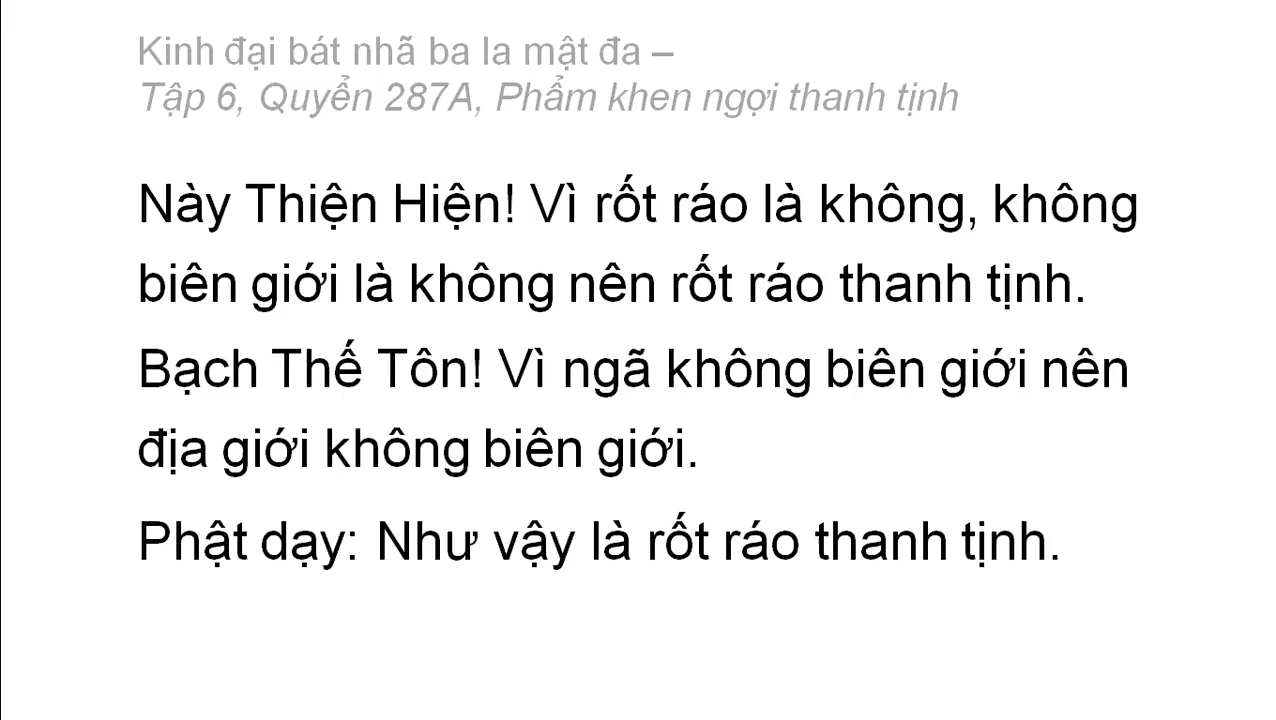 Kinh đại bát nhã ba la mật đa –
Tập 6, Quyển 287A, Phẩm khen ngợi thanh tịnh
Này Thiện Hiện! Vì rốt ráo là không, không
biên giới là không nên rốt ráo thanh tịnh.
Bạch Thế Tôn! Vì ngã không biên giới nên
địa giới không biên giới.
Phật dạy: Như vậy là rốt ráo thanh tịnh.